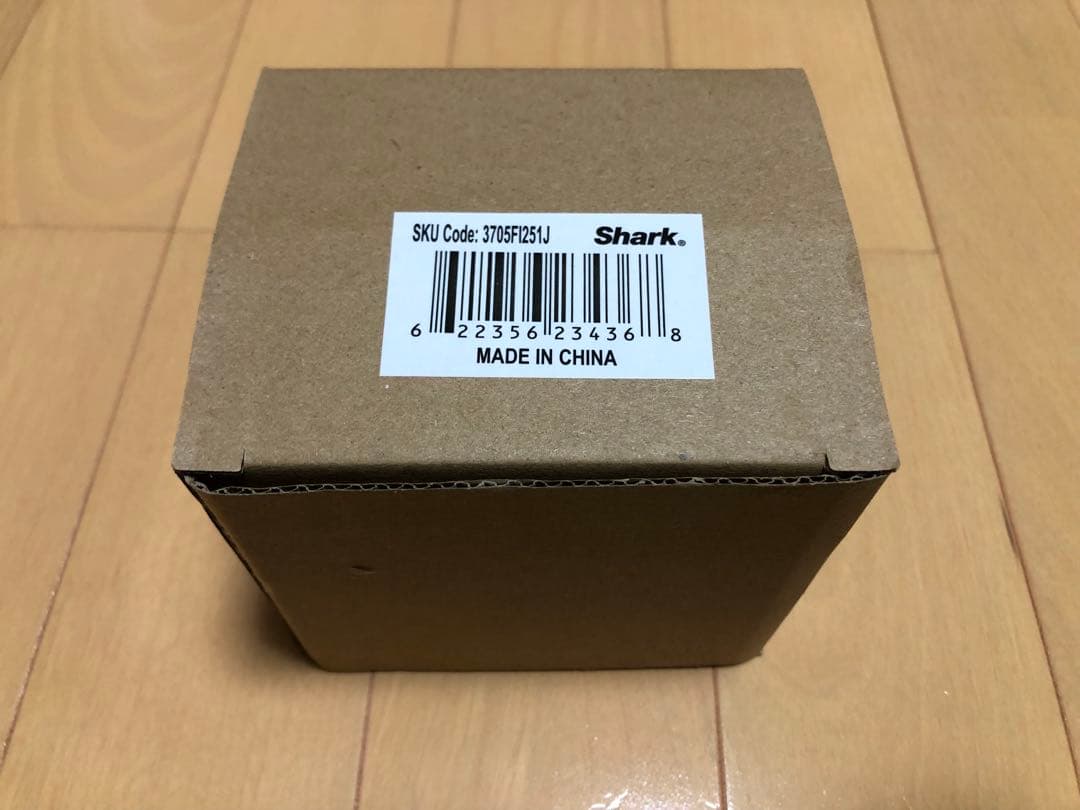 SKU Code: 3705FI251J Shark®
6 22356 23436 8
MADE IN CHINA